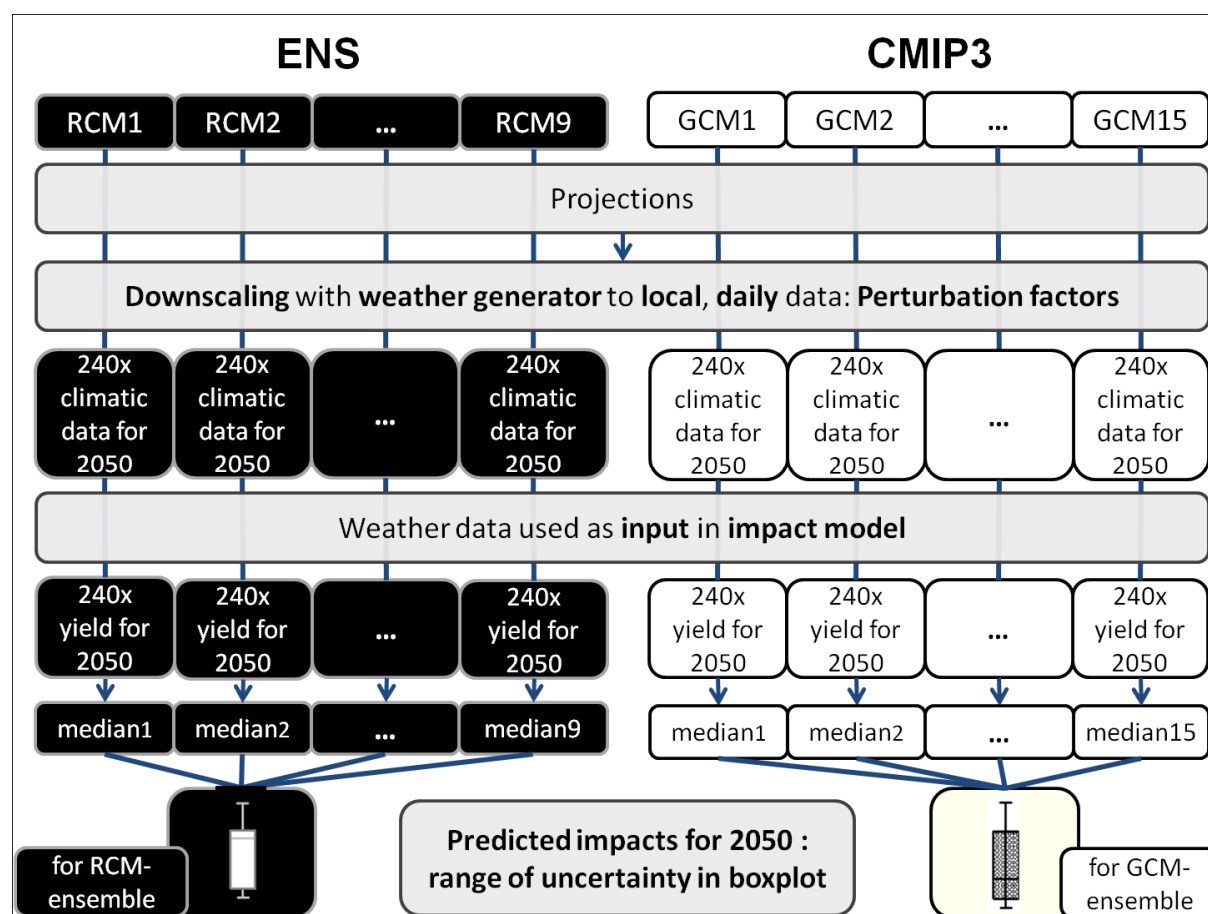 ENS
CMIP3
RCM1 RCM2 ... RCM9 GCM1 GCM2 ... GCM15
Projections
Downscaling with weather generator to local, daily data: Perturbation factors
240x
climatic
data for
2050
240x
climatic
data for
2050
...
240x
climatic
data for
2050
240x
climatic
data for
2050
240x
climatic
data for
2050
...
240x
climatic
data for
2050
Weather data used as input in impact model
240x
yield for
2050
240x
yield for
2050
...
240x
yield for
2050
240x
yield for
2050
240x
yield for
2050
...
240x
yield for
2050
median1 median2 ... median9 median1 median2 ... median15
for RCM-
ensemble
Predicted impacts for 2050 :
range of uncertainty in boxplot
for GCM-
ensemble